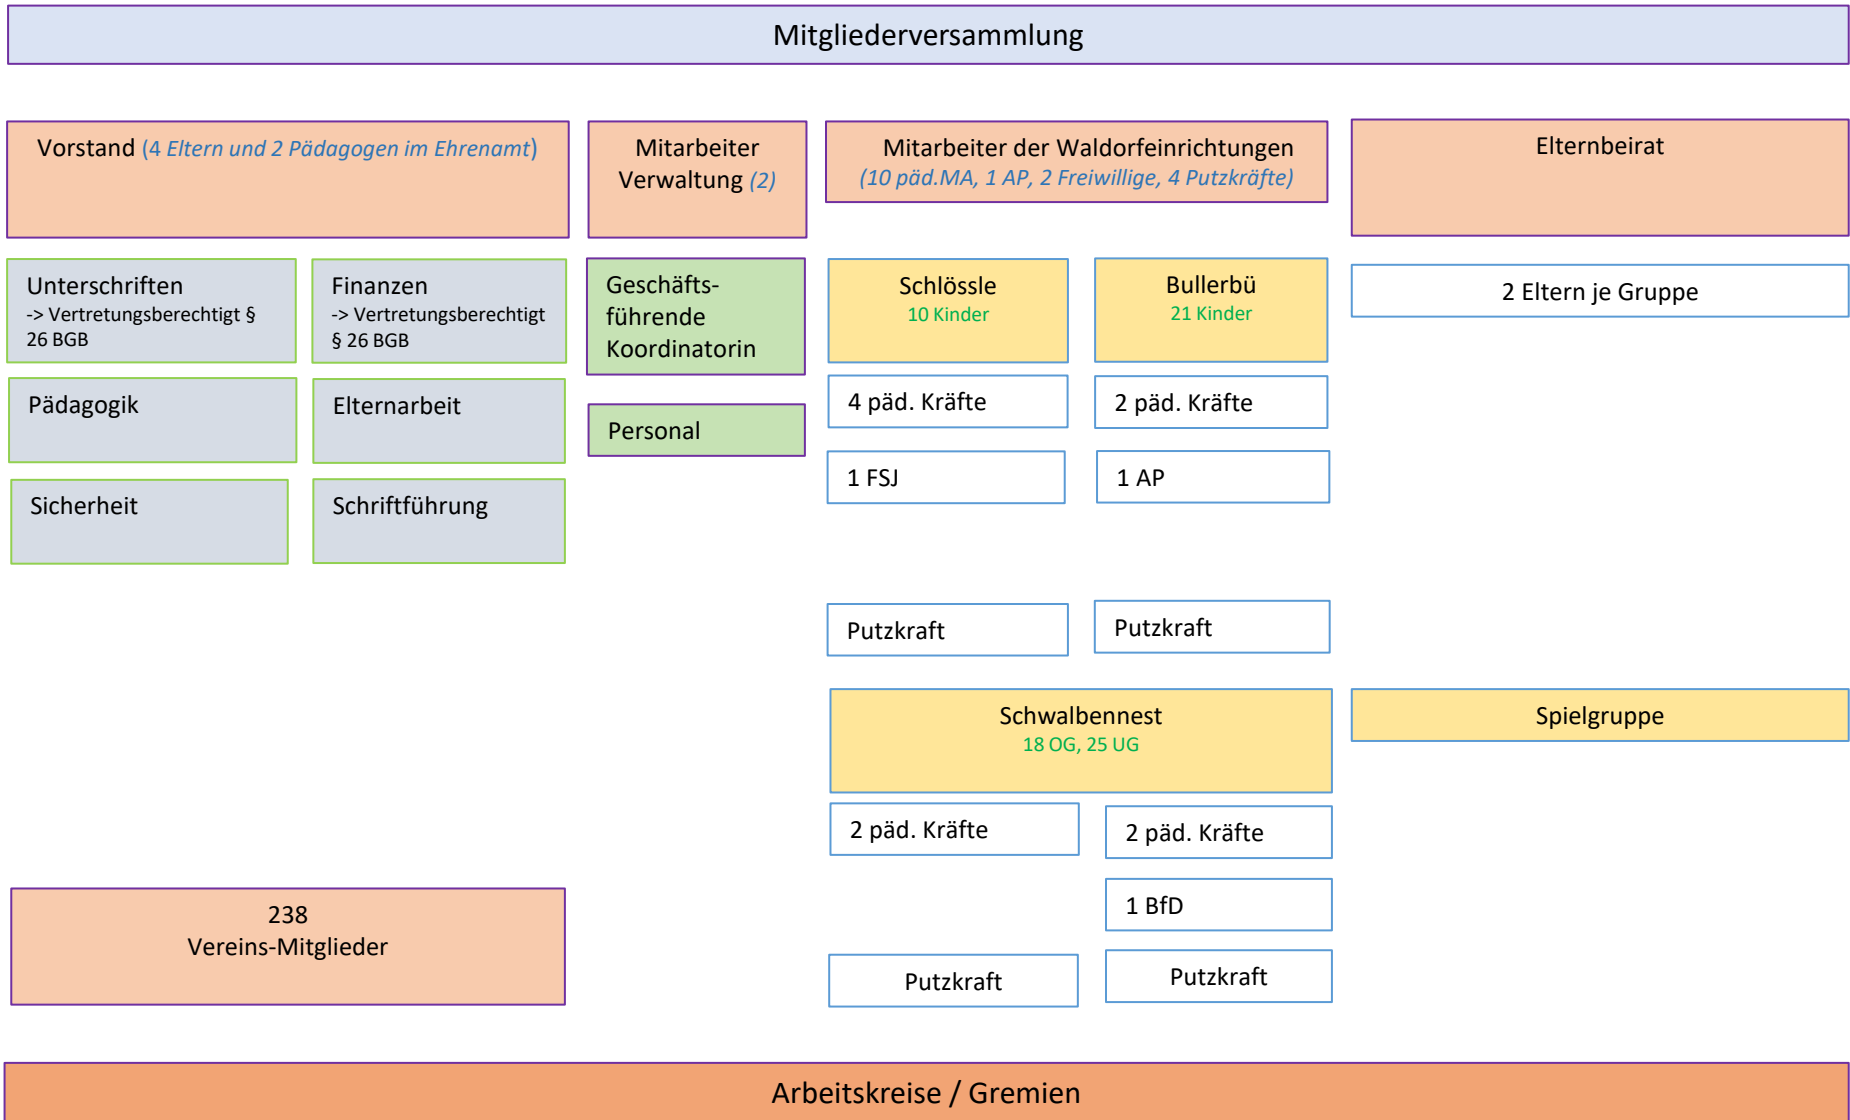 Mitgliederversammlung
Vorstand (4 Eltern und 2 Pädagogen im Ehrenamt)
Mitarbeiter
Verwaltung (2)
Mitarbeiter der Waldorfeinrichtungen
(10 päd.MA, 1 AP, 2 Freiwillige, 4 Putzkräfte)
Elternbeirat
Unterschriften
-> Vertretungsberechtigt §
26 BGB
Finanzen
-> Vertretungsberechtigt
§ 26 BGB
Pädagogik
Elternarbeit
Sicherheit
Schriftführung
Geschäfts-
führende
Koordinatorin
Personal
Schlössle
10 Kinder
4 päd. Kräfte
1 FSJ
Putzkraft
Bullerbü
21 Kinder
2 päd. Kräfte
1 AP
Putzkraft
2 Eltern je Gruppe
Schwalbennest
18 OG, 25 UG
2 päd. Kräfte
Putzkraft
2 päd. Kräfte
1 BfD
Putzkraft
Spielgruppe
238
Vereins-Mitglieder
Arbeitskreise / Gremien